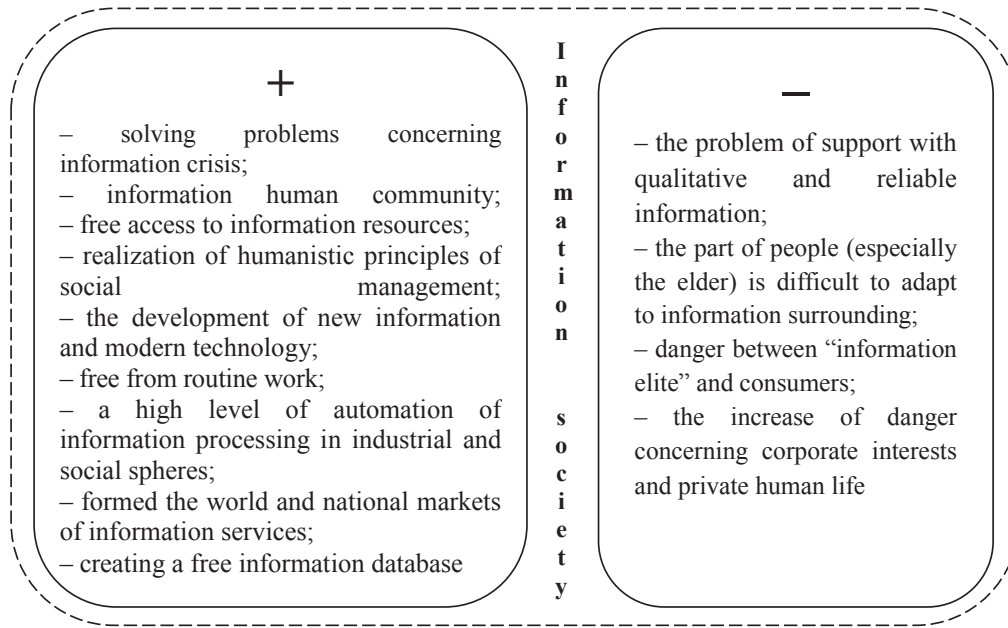 +
– solving problems concerning
information crisis;
– information human community;
– free access to information resources;
– realization of humanistic principles of
social management;
– the development of new information
and modern technology;
– free from routine work;
– a high level of automation of
information processing in industrial and
social spheres;
– formed the world and national markets
of information services;
– creating a free information database
Information society
–
– the problem of support with
qualitative and reliable
information;
– the part of people (especially
the elder) is difficult to adapt
to information surrounding;
– danger between “information
elite” and consumers;
– the increase of danger
concerning corporate interests
and private human life